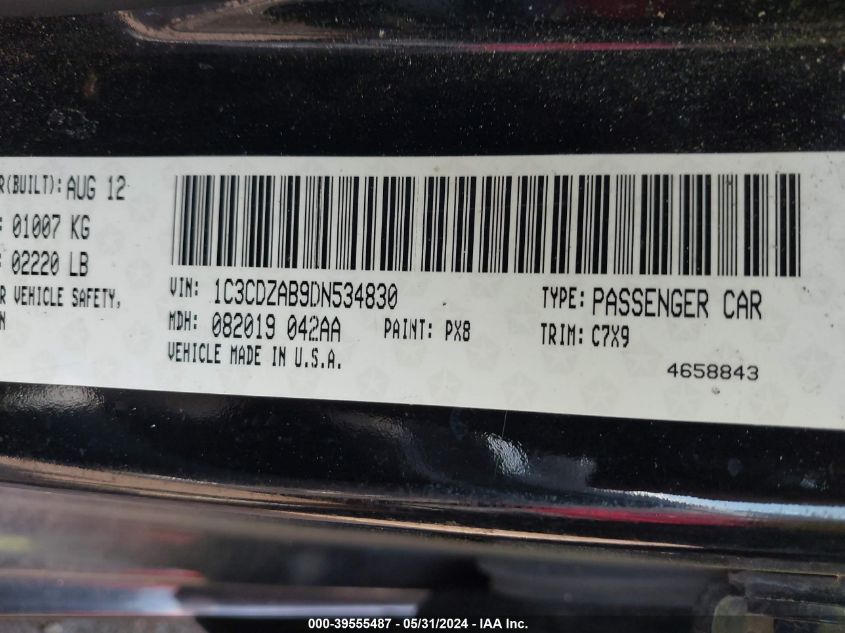 R(BUILT): AUG 12
: 01007 KG
: 02220 LB
R VEHICLE SAFETY,
N
VIN: 1C3CDZAB9DN534830
TYPE: PASSENGER CAR
MDH: 082019 042AA
PAINT: PX8
TRIM: C7X9
VEHICLE MADE IN U.S.A.
4658843
000-39555487 - 05/31/2024 - IAA Inc.